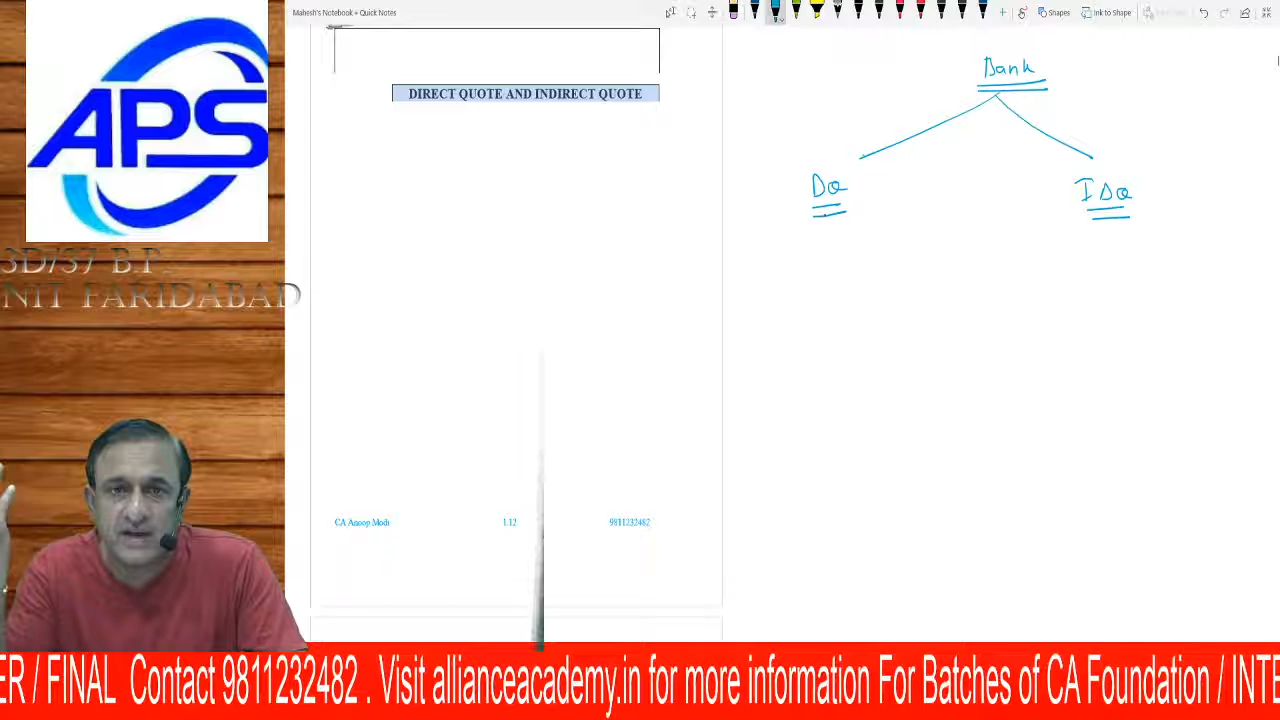 APS
3D/37 B.P.
NIT FARIDABAD
Mahesh's Notebook • Quick Notes
Shapes
Ink to Shape
DIRECT QUOTE AND INDIRECT QUOTE
Bank
DQ
IDQ
CA Anoop Modi 1.12 9811232482
ER / FINAL Contact 9811232482 . Visit allianceacademy.in for more information For Batches of CA Foundation / INTE